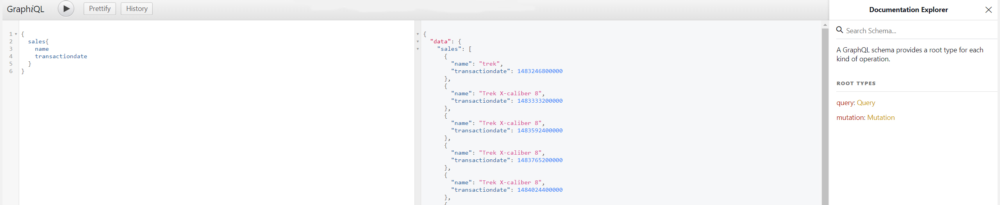 GraphiQL Prettify History
1 {
2 sales{
3 name
4 transactiondate
5 }
6 }
{
"data": {
"sales": [
{
"name": "trek",
"transactiondate": 1483246800000
},
{
"name": "Trek X-caliber 8",
"transactiondate": 1483333200000
},
{
"name": "Trek X-caliber 8",
"transactiondate": 1483592400000
},
{
"name": "Trek X-caliber 8",
"transactiondate": 1483765200000
},
{
"name": "Trek X-caliber 8",
"transactiondate": 1484024400000
},
{
Documentation Explorer
Search Schema...
A GraphQL schema provides a root type for each
kind of operation.
ROOT TYPES
query: Query
mutation: Mutation